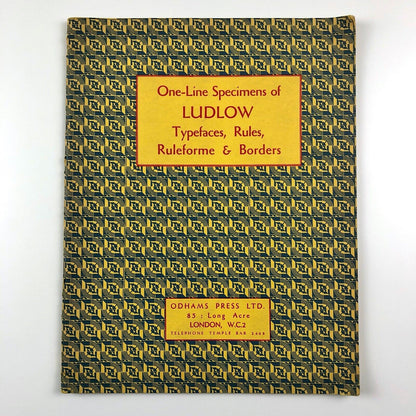 One-Line Specimens of
LUDLOW
Typefaces, Rules,
Ruleforme & Borders
ODHAMS PRESS LTD.
85 : Long Acre
LONDON, W.C.2
TELEPHONE TEMPLE BAR 2468